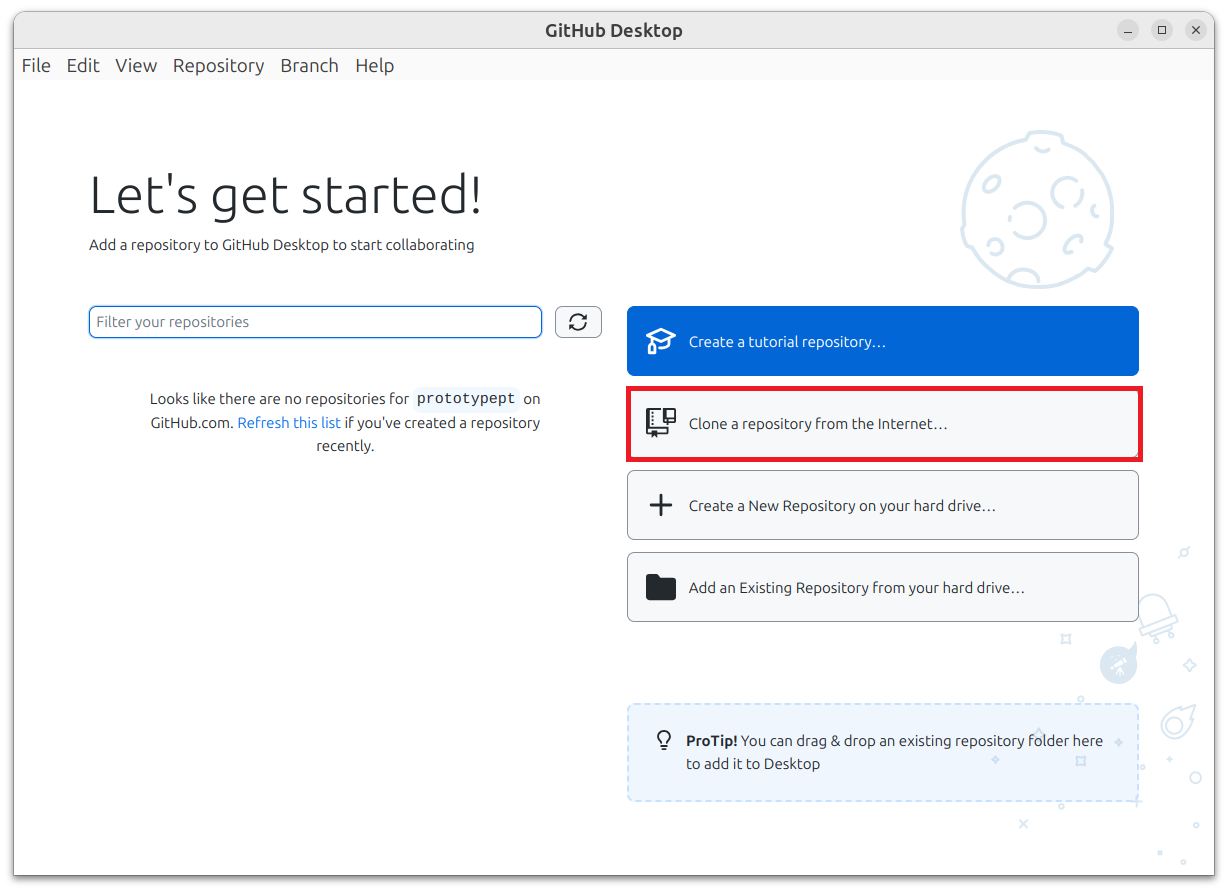 GitHub Desktop
File Edit View Repository Branch Help
Let's get started!
Add a repository to GitHub Desktop to start collaborating
Filter your repositories
Looks like there are no repositories for prototypept on
GitHub.com. Refresh this list if you've created a repository
recently.
Create a tutorial repository…
Clone a repository from the Internet…
Create a New Repository on your hard drive…
Add an Existing Repository from your hard drive…
ProTip! You can drag & drop an existing repository folder here
to add it to Desktop